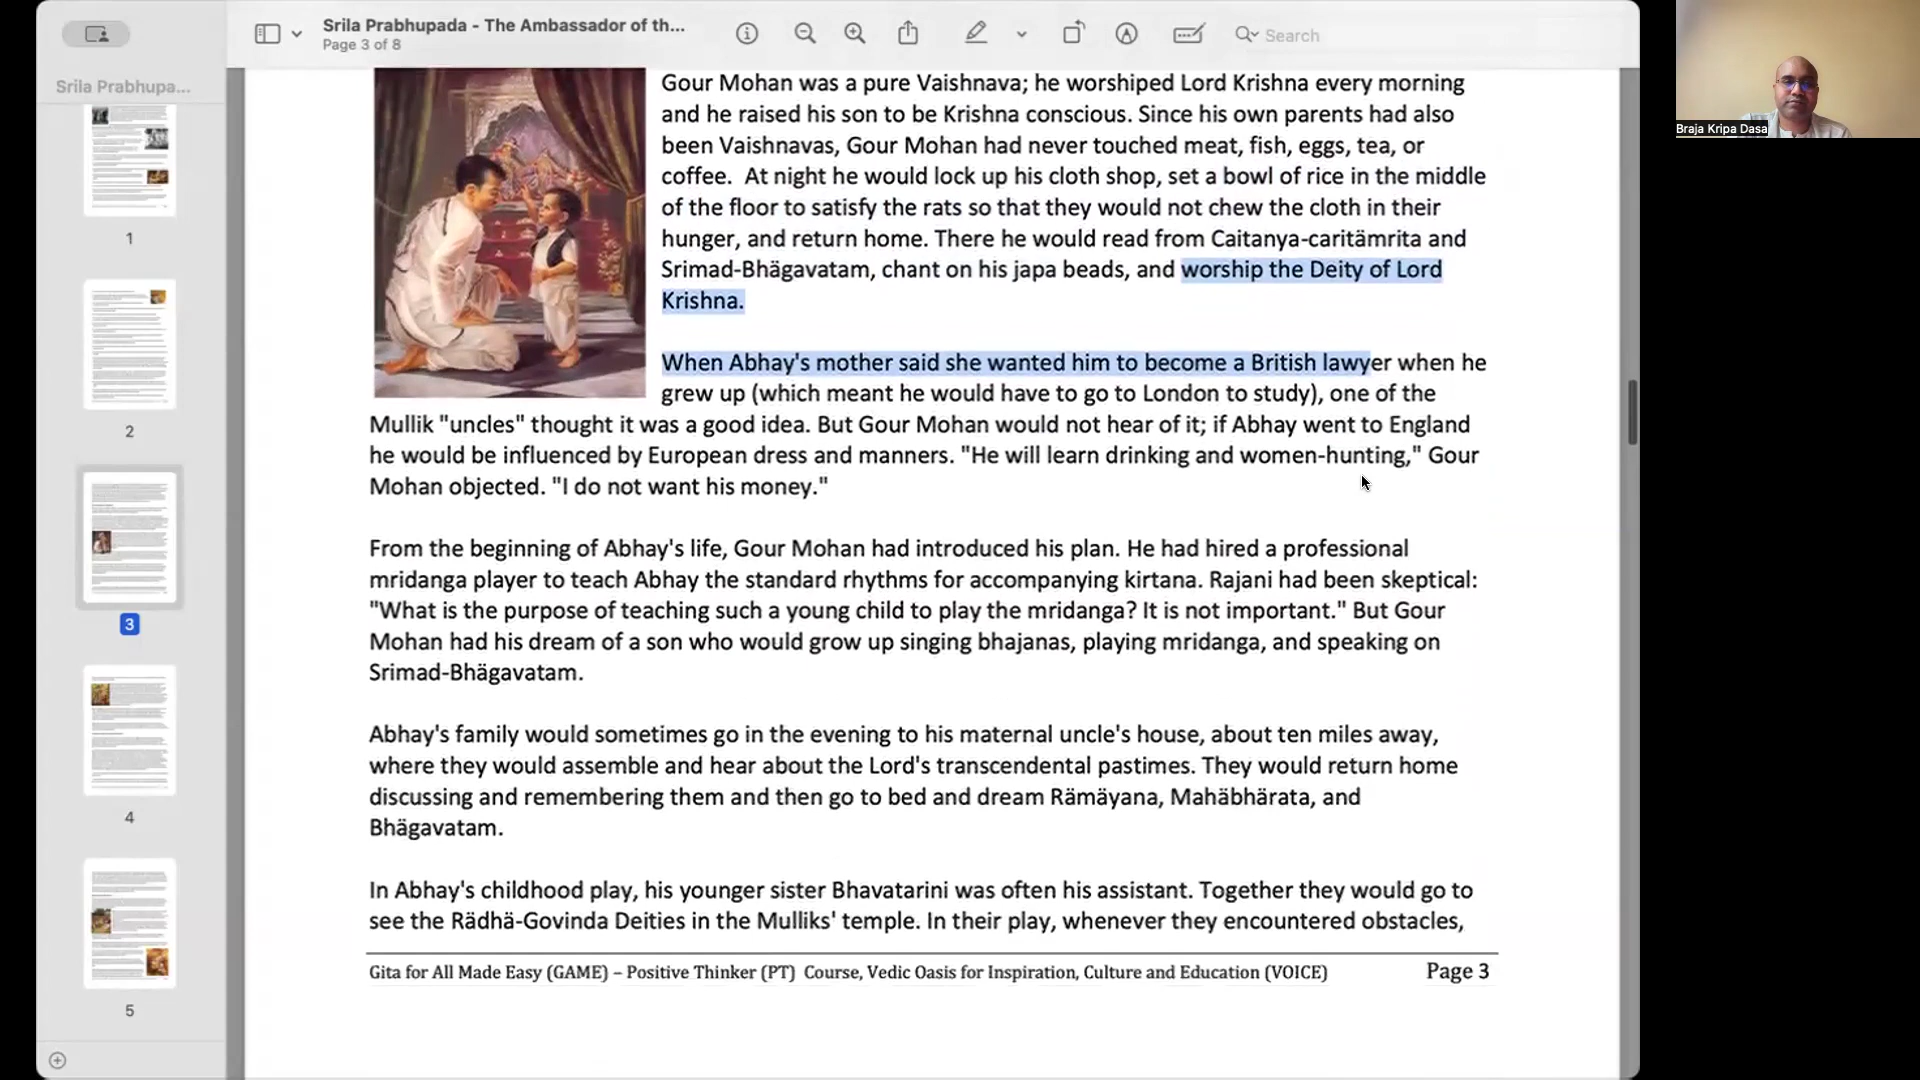 Srila Prabhupada - The Ambassador of th...
Page 3 of 8
Search
Srila Prabhupa...
1
2
3
4
5
Gour Mohan was a pure Vaishnava; he worshiped Lord Krishna every morning
and he raised his son to be Krishna conscious. Since his own parents had also
been Vaishnavas, Gour Mohan had never touched meat, fish, eggs, tea, or
coffee.  At night he would lock up his cloth shop, set a bowl of rice in the middle
of the floor to satisfy the rats so that they would not chew the cloth in their
hunger, and return home. There he would read from Caitanya-caritämrita and
Srimad-Bhägavatam, chant on his japa beads, and worship the Deity of Lord
Krishna.
When Abhay's mother said she wanted him to become a British lawyer when he
grew up (which meant he would have to go to London to study), one of the
Mullik "uncles" thought it was a good idea. But Gour Mohan would not hear of it; if Abhay went to England
he would be influenced by European dress and manners. "He will learn drinking and women-hunting," Gour
Mohan objected. "I do not want his money."
From the beginning of Abhay's life, Gour Mohan had introduced his plan. He had hired a professional
mridanga player to teach Abhay the standard rhythms for accompanying kirtana. Rajani had been skeptical:
"What is the purpose of teaching such a young child to play the mridanga? It is not important." But Gour
Mohan had his dream of a son who would grow up singing bhajanas, playing mridanga, and speaking on
Srimad-Bhägavatam.
Abhay's family would sometimes go in the evening to his maternal uncle's house, about ten miles away,
where they would assemble and hear about the Lord's transcendental pastimes. They would return home
discussing and remembering them and then go to bed and dream Rämäyana, Mahäbhärata, and
Bhägavatam.
In Abhay's childhood play, his younger sister Bhavatarini was often his assistant. Together they would go to
see the Rädhä-Govinda Deities in the Mulliks' temple. In their play, whenever they encountered obstacles,
Gita for All Made Easy (GAME) – Positive Thinker (PT)  Course, Vedic Oasis for Inspiration, Culture and Education (VOICE)
Page 3
Braja Kripa Dasa